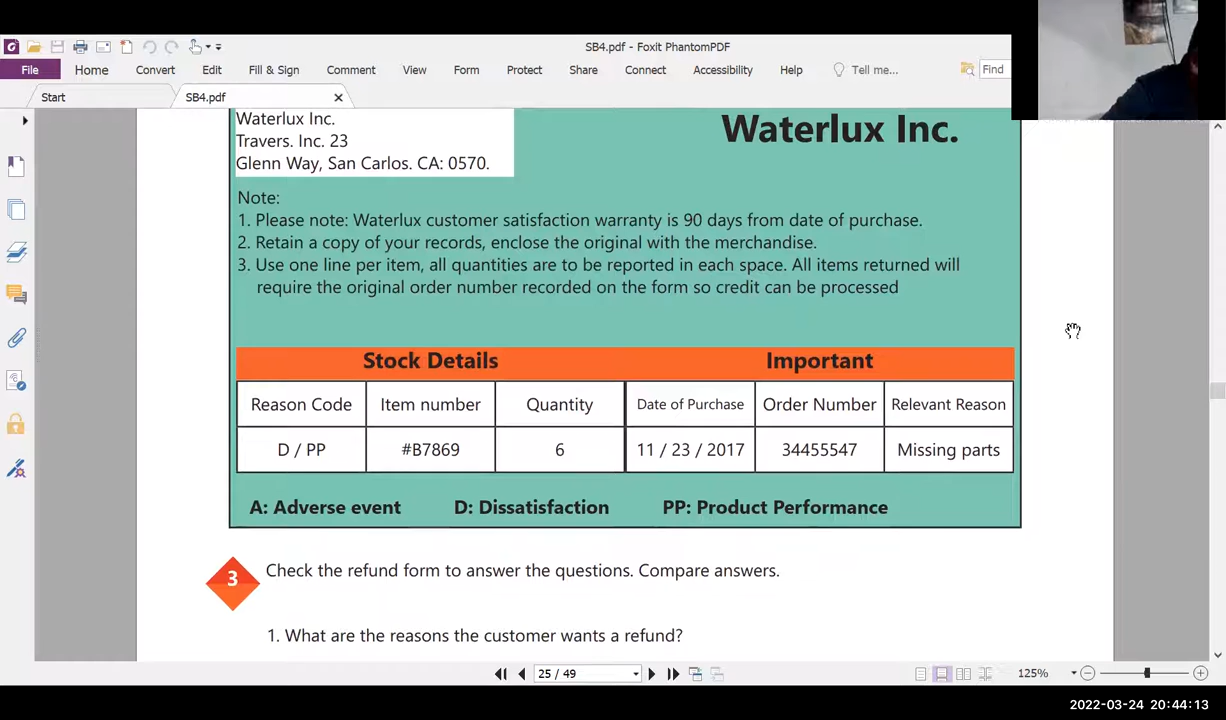 SB4.pdf - Foxit PhantomPDF
File Home Convert Edit Fill & Sign Comment View Form Protect Share Connect Accessibility Help Tell me... Find
Start SB4.pdf
Waterlux Inc.
Travers. Inc. 23
Glenn Way, San Carlos. CA: 0570.
Waterlux Inc.
Note:
1. Please note: Waterlux customer satisfaction warranty is 90 days from date of purchase.
2. Retain a copy of your records, enclose the original with the merchandise.
3. Use one line per item, all quantities are to be reported in each space. All items returned will
require the original order number recorded on the form so credit can be processed
Stock Details Important
Reason Code Item number Quantity Date of Purchase Order Number Relevant Reason
D / PP #B7869 6 11 / 23 / 2017 34455547 Missing parts
A: Adverse event D: Dissatisfaction PP: Product Performance
3 Check the refund form to answer the questions. Compare answers.
1. What are the reasons the customer wants a refund?
25 / 49 125%
2022-03-24 20:44:13